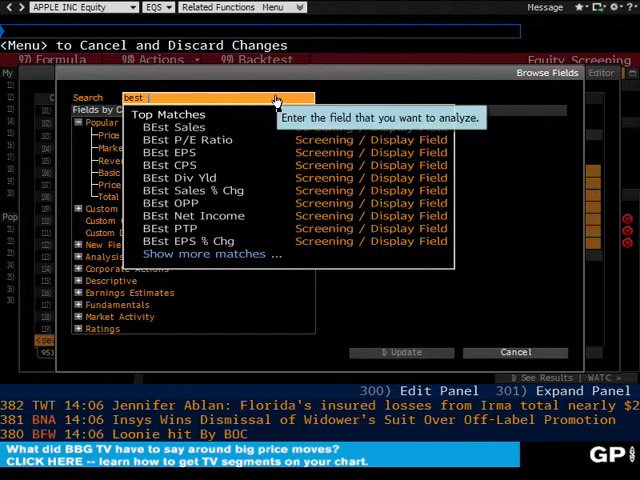 APPLE INC Equity EQS Related Functions Menu Message
<Menu> to Cancel and Discard Changes
97) Formula 98) Actions 99) Backtest Equity Screening
My Browse Fields Editor
Search best
Fields by C
Enter the field that you want to analyze.
Top Matches
BEst Sales Screening / Display Field
BEst P/E Ratio Screening / Display Field
BEst EPS Screening / Display Field
BEst CPS Screening / Display Field
BEst Div Yld Screening / Display Field
BEst Sales % Chg Screening / Display Field
BEst OPP Screening / Display Field
BEst Net Income Screening / Display Field
BEst PTP Screening / Display Field
BEst EPS % Chg Screening / Display Field
Show more matches ...
Popular
Price
Market
Reven
Basic
Price
Total
Pop
Custom
Custom
New Fiel
Analysis
Corporate Actions
Descriptive
Earnings Estimates
Fundamentals
Market Activity
Ratings
95)
Update Cancel
See Results | WATC >
300) Edit Panel 301) Expand Panel
382 TWT 14:06 Jennifer Ablan: Florida's insured losses from Irma total nearly $2
381 BNA 14:06 Insys Wins Dismissal of Widower's Suit Over Off-Label Promotion
380 BFW 14:06 Loonie hit By BOC
What did BBG TV have to say around big price moves?
CLICK HERE -- learn how to get TV segments on your chart.
GP